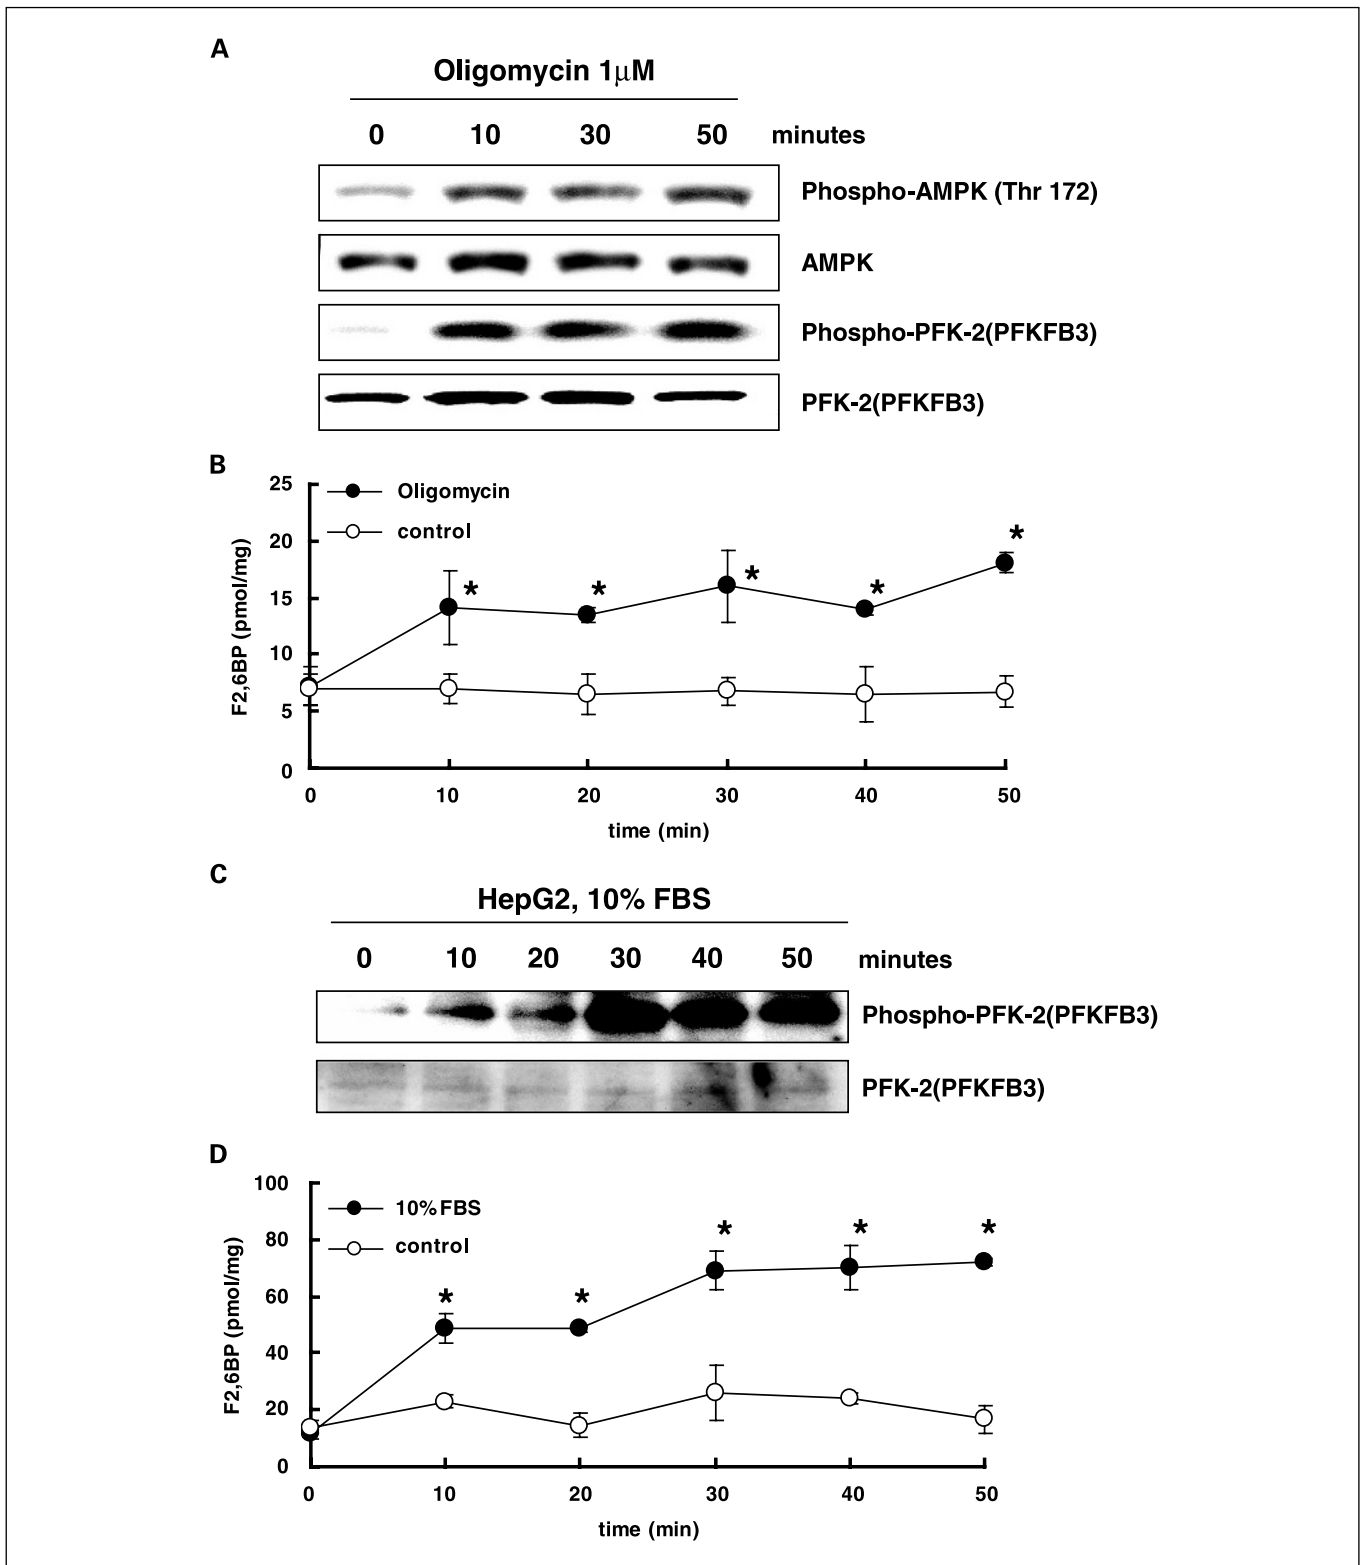 A
Oligomycin 1μM
0 10 30 50 minutes
Phospho-AMPK (Thr 172)
AMPK
Phospho-PFK-2(PFKFB3)
PFK-2(PFKFB3)
B
25
20
15
10
5
0
F2,6BP (pmol/mg)
Oligomycin
control
* * * * *
0 10 20 30 40 50
time (min)
C
HepG2, 10% FBS
0 10 20 30 40 50 minutes
Phospho-PFK-2(PFKFB3)
PFK-2(PFKFB3)
D
100
80
60
40
20
0
F2,6BP (pmol/mg)
10%FBS
control
* * * * *
0 10 20 30 40 50
time (min)